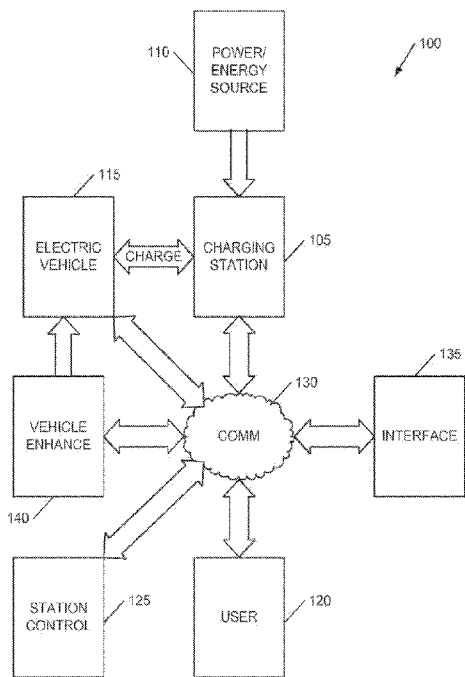 110
POWER/
ENERGY
SOURCE
100
115
ELECTRIC
VEHICLE
CHARGE
CHARGING
STATION
105
130
135
VEHICLE
ENHANCE
COMM
INTERFACE
140
STATION
CONTROL
125
USER
120